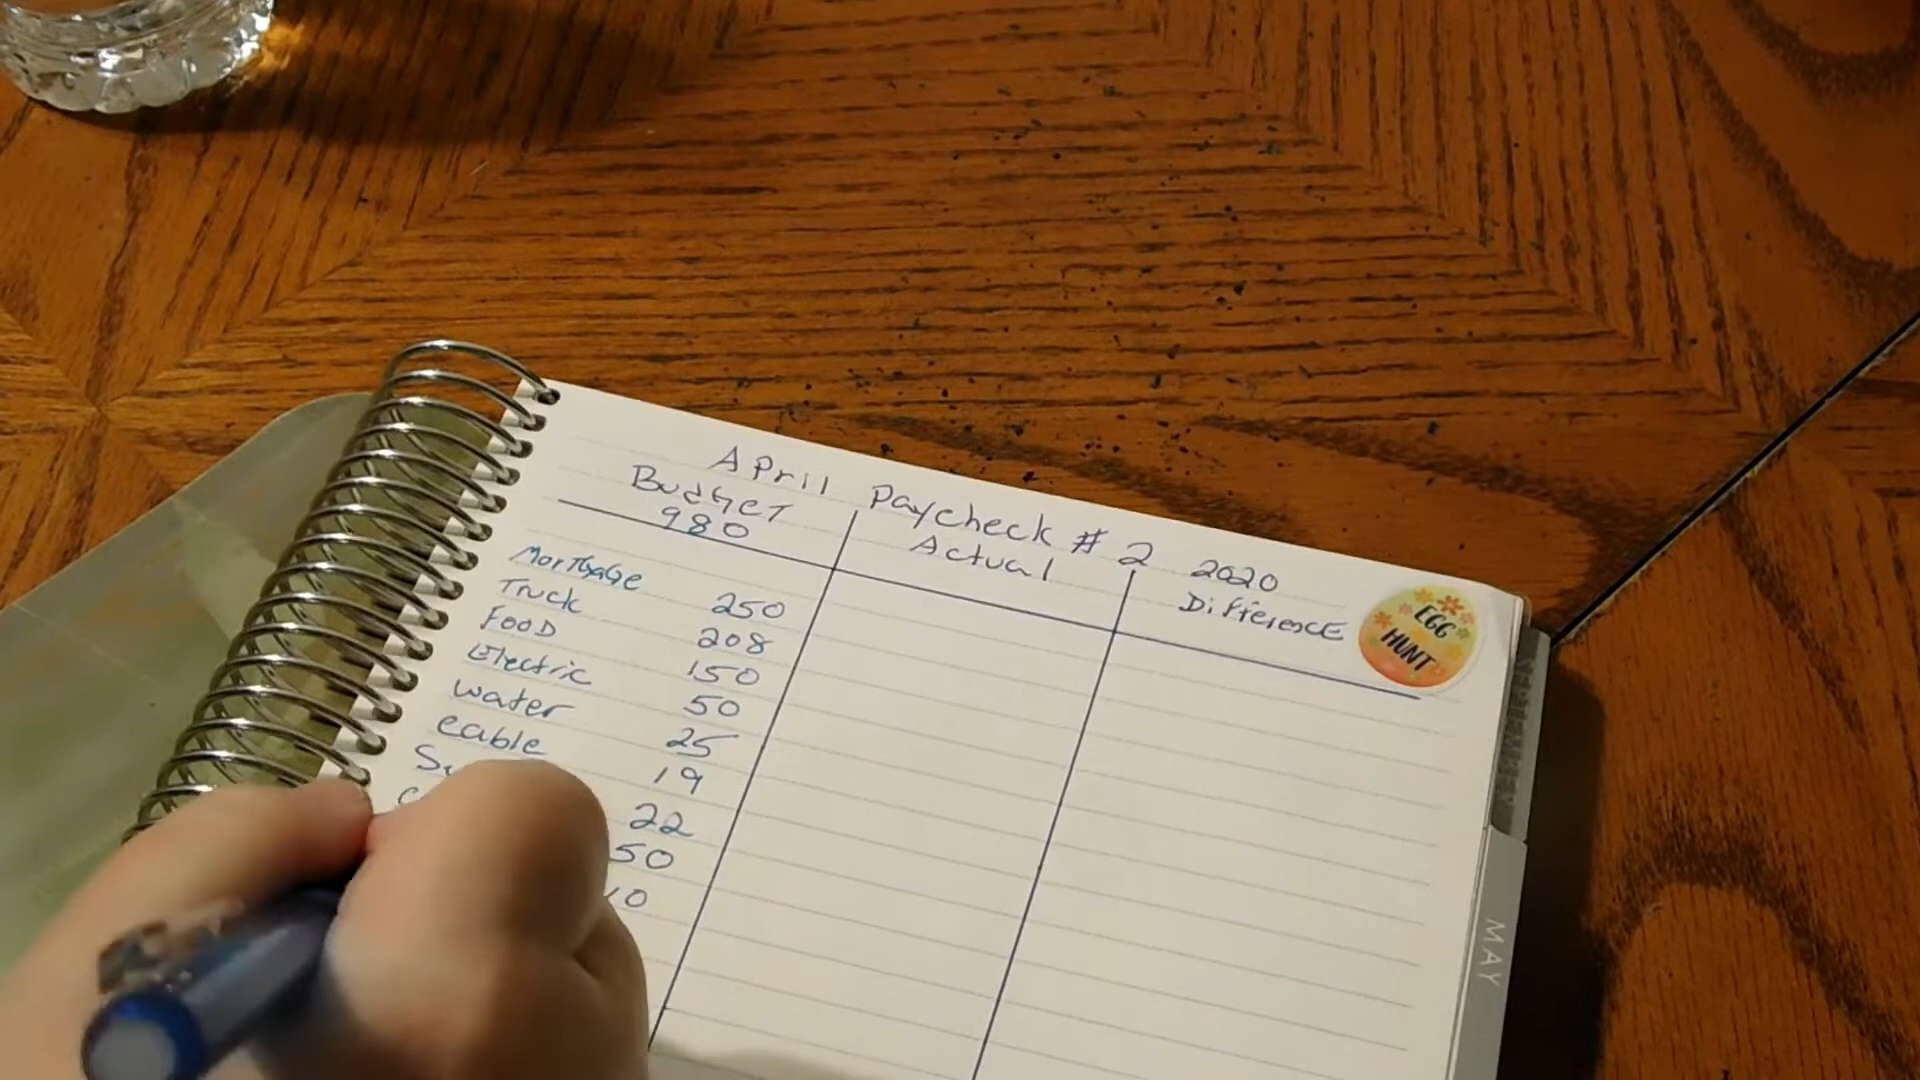 April Paycheck # 2 2020
Budget Actual Difference
980
EGG
HUNT
Mortgage 250
Truck 208
Food 150
Electric 50
water 25
cable 19
22
50
10
MAY